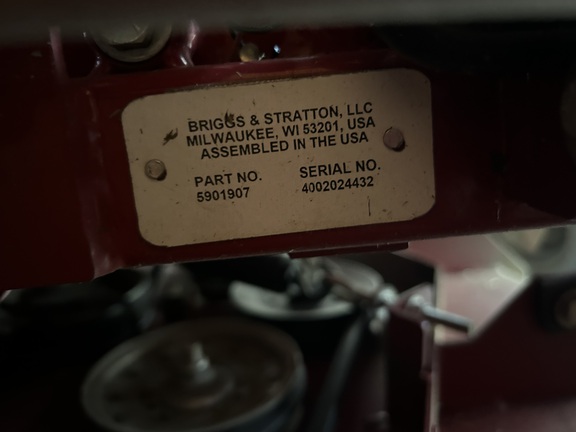 BRIGGS & STRATTON, LLC
MILWAUKEE, WI 53201, USA
ASSEMBLED IN THE USA
PART NO. SERIAL NO.
5901907 4002024432